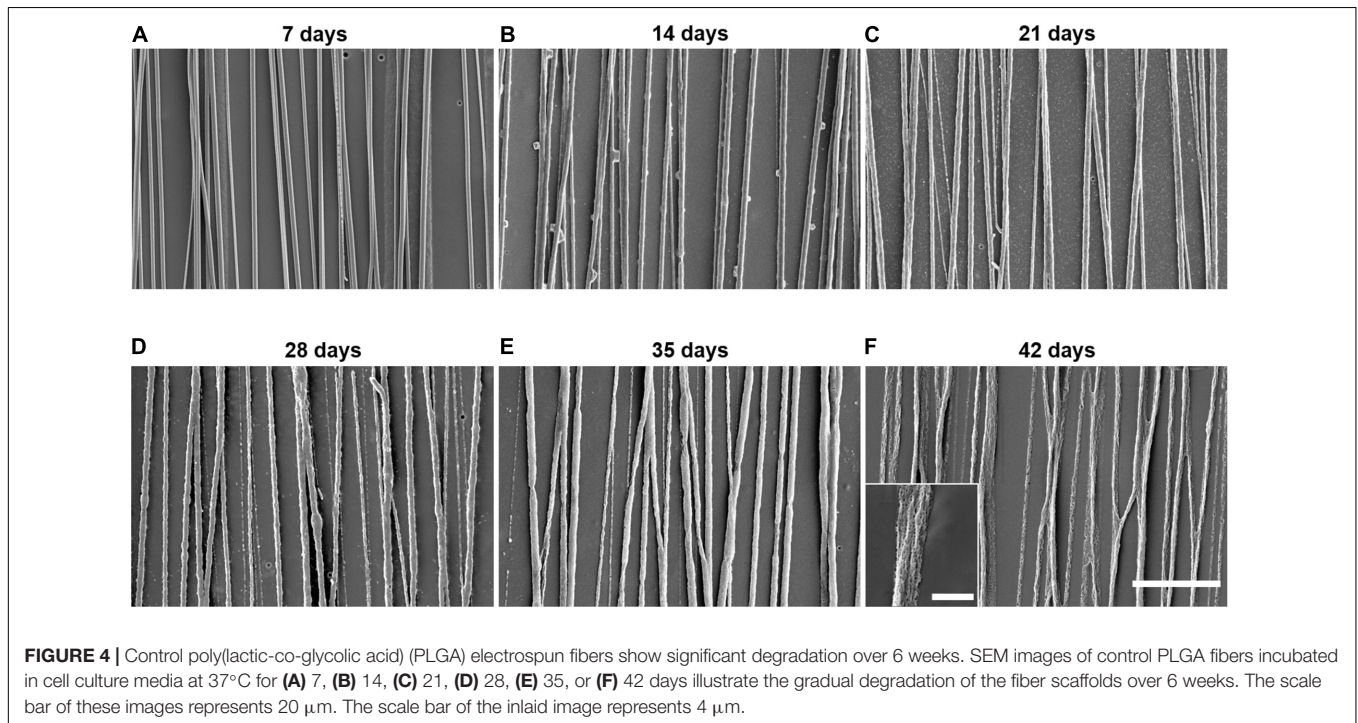 A 7 days B 14 days C 21 days
D 28 days E 35 days F 42 days
FIGURE 4 | Control poly(lactic-co-glycolic acid) (PLGA) electrospun fibers show significant degradation over 6 weeks. SEM images of control PLGA fibers incubated
in cell culture media at 37°C for (A) 7, (B) 14, (C) 21, (D) 28, (E) 35, or (F) 42 days illustrate the gradual degradation of the fiber scaffolds over 6 weeks. The scale
bar of these images represents 20 μm. The scale bar of the inlaid image represents 4 μm.